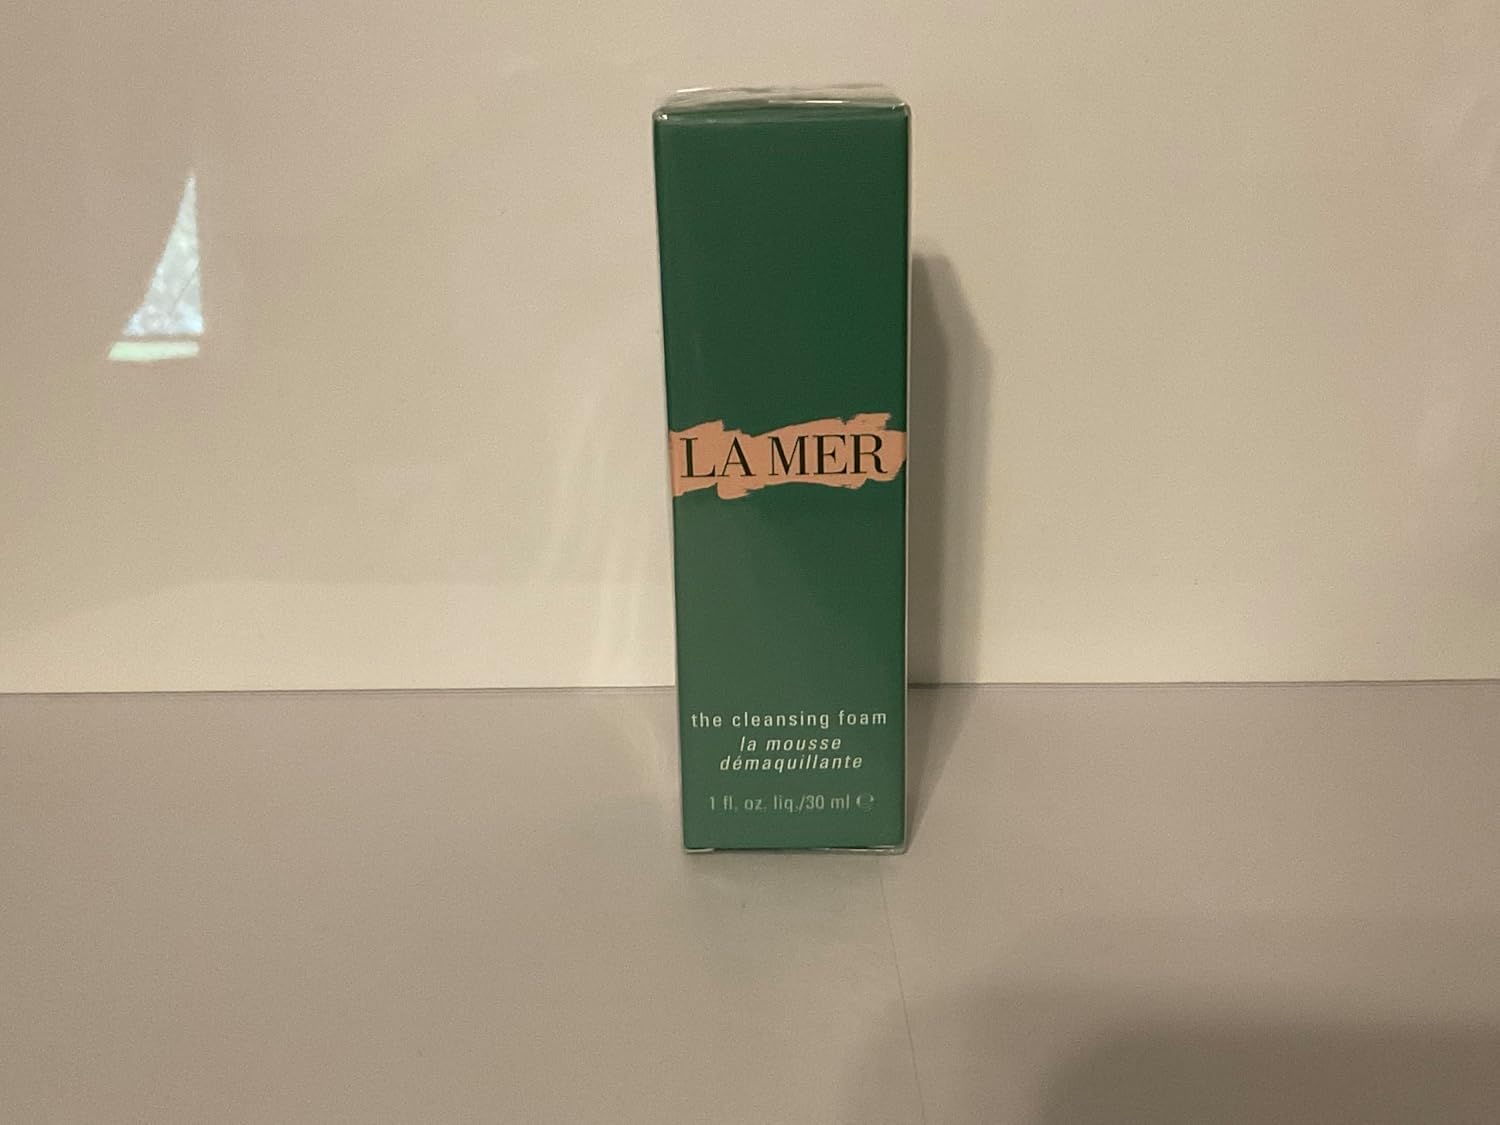 LA MER
the cleansing foam
la mousse
démaquillante
1 fl. oz. liq./30 ml ℮